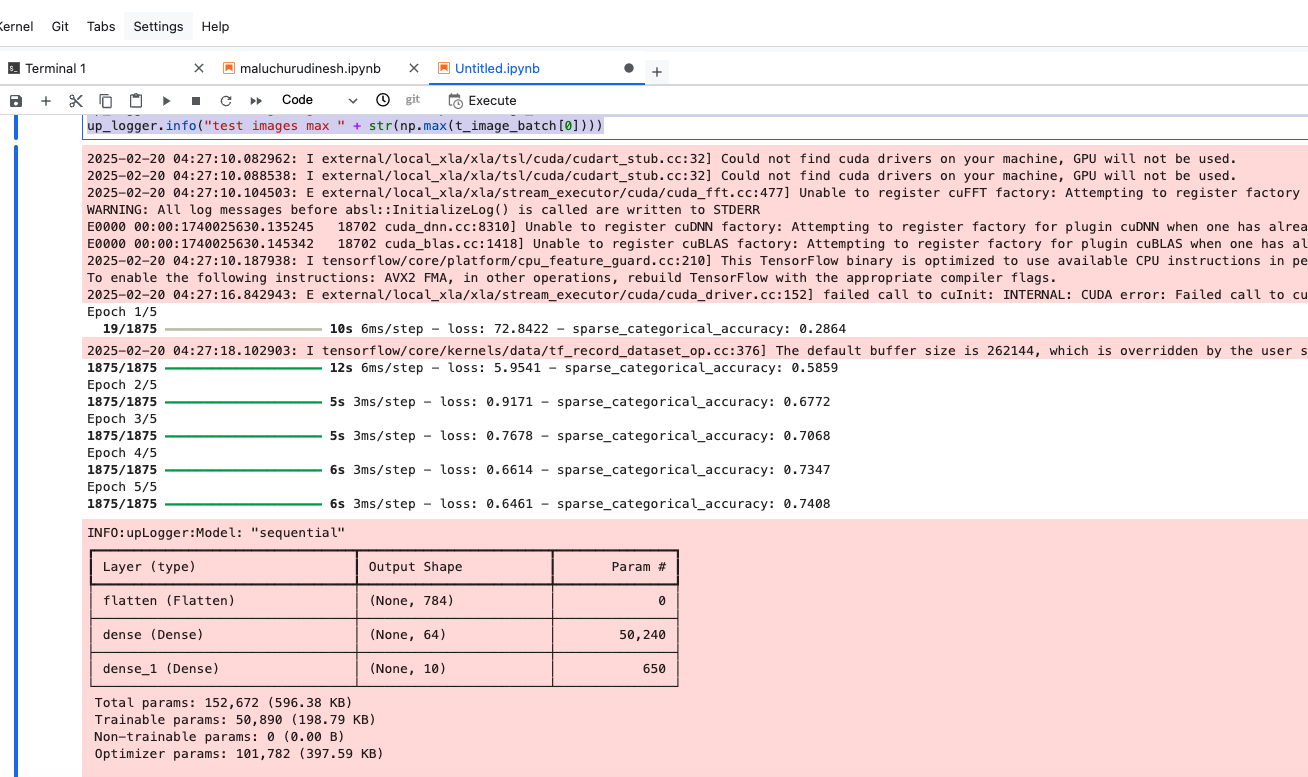 Kernel Git Tabs Settings Help
Terminal 1 maluchurudinesh.ipynb Untitled.ipynb
Code git Execute
up_logger.info("test images max " + str(np.max(t_image_batch[0])))
2025-02-20 04:27:10.082962: I external/local_xla/xla/tsl/cuda/cudart_stub.cc:32] Could not find cuda drivers on your machine, GPU will not be used.
2025-02-20 04:27:10.088538: I external/local_xla/xla/tsl/cuda/cudart_stub.cc:32] Could not find cuda drivers on your machine, GPU will not be used.
2025-02-20 04:27:10.104503: E external/local_xla/xla/stream_executor/cuda/cuda_fft.cc:477] Unable to register cuFFT factory: Attempting to register factory
WARNING: All log messages before absl::InitializeLog() is called are written to STDERR
E0000 00:00:1740025630.135245 18702 cuda_dnn.cc:8310] Unable to register cuDNN factory: Attempting to register factory for plugin cuDNN when one has alrea
E0000 00:00:1740025630.145342 18702 cuda_blas.cc:1418] Unable to register cuBLAS factory: Attempting to register factory for plugin cuBLAS when one has al
2025-02-20 04:27:10.187938: I tensorflow/core/platform/cpu_feature_guard.cc:210] This TensorFlow binary is optimized to use available CPU instructions in pe
To enable the following instructions: AVX2 FMA, in other operations, rebuild TensorFlow with the appropriate compiler flags.
2025-02-20 04:27:16.842943: E external/local_xla/xla/stream_executor/cuda/cuda_driver.cc:152] failed call to cuInit: INTERNAL: CUDA error: Failed call to cu
Epoch 1/5
19/1875 10s 6ms/step - loss: 72.8422 - sparse_categorical_accuracy: 0.2864
2025-02-20 04:27:18.102903: I tensorflow/core/kernels/data/tf_record_dataset_op.cc:376] The default buffer size is 262144, which is overridden by the user s
1875/1875 12s 6ms/step - loss: 5.9541 - sparse_categorical_accuracy: 0.5859
Epoch 2/5
1875/1875 5s 3ms/step - loss: 0.9171 - sparse_categorical_accuracy: 0.6772
Epoch 3/5
1875/1875 5s 3ms/step - loss: 0.7678 - sparse_categorical_accuracy: 0.7068
Epoch 4/5
1875/1875 6s 3ms/step - loss: 0.6614 - sparse_categorical_accuracy: 0.7347
Epoch 5/5
1875/1875 6s 3ms/step - loss: 0.6461 - sparse_categorical_accuracy: 0.7408
INFO:upLogger:Model: "sequential"
Layer (type) Output Shape Param #
flatten (Flatten) (None, 784) 0
dense (Dense) (None, 64) 50,240
dense_1 (Dense) (None, 10) 650
Total params: 152,672 (596.38 KB)
Trainable params: 50,890 (198.79 KB)
Non-trainable params: 0 (0.00 B)
Optimizer params: 101,782 (397.59 KB)